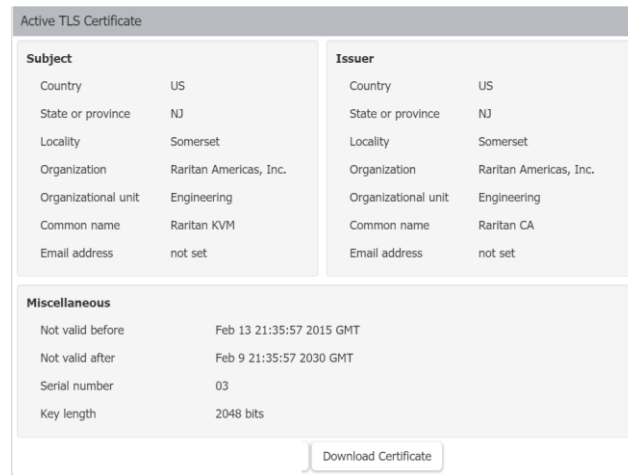 Active TLS Certificate
Subject
Country US
State or province NJ
Locality Somerset
Organization Raritan Americas, Inc.
Organizational unit Engineering
Common name Raritan KVM
Email address not set
Issuer
Country US
State or province NJ
Locality Somerset
Organization Raritan Americas, Inc.
Organizational unit Engineering
Common name Raritan CA
Email address not set
Miscellaneous
Not valid before Feb 13 21:35:57 2015 GMT
Not valid after Feb 9 21:35:57 2030 GMT
Serial number 03
Key length 2048 bits
Download Certificate